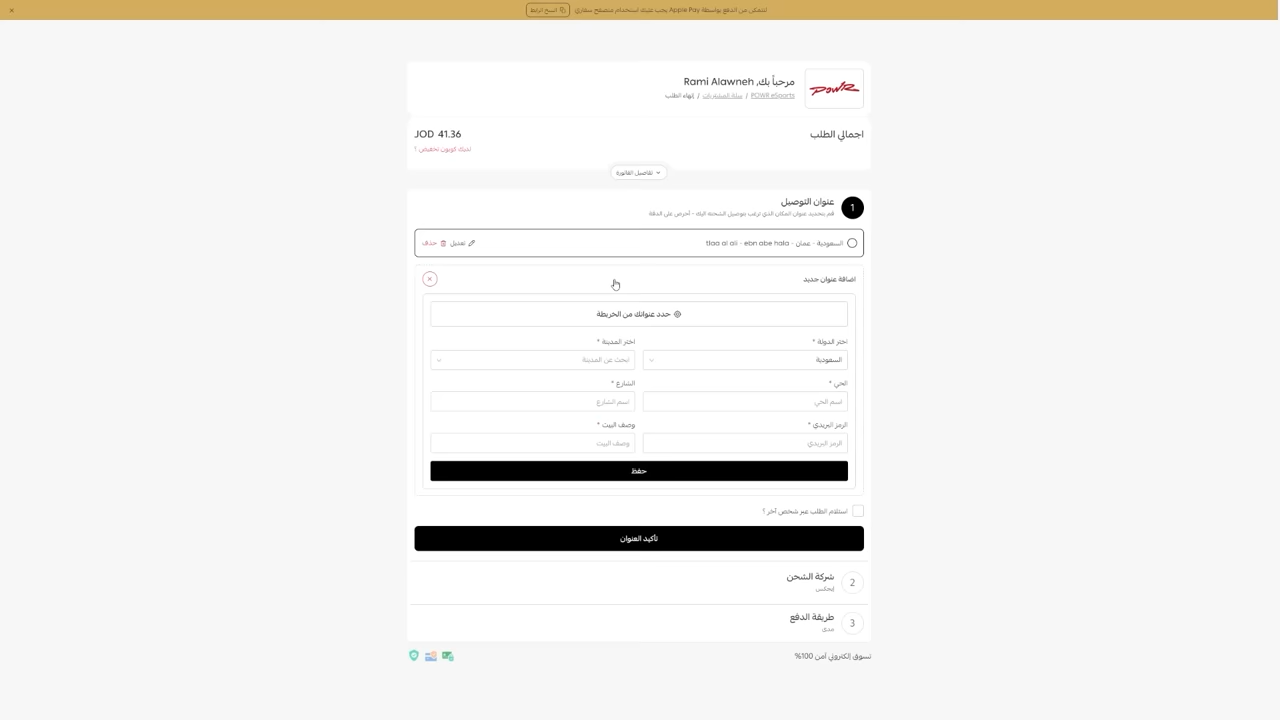 لتتمكن من الدفع بواسطة Apple Pay يجب عليك استخدام متصفح سفاري
انسخ الرابط
POWR
مرحباً بك, Rami Alawneh
POWR eSports / سلة المشتريات / إنهاء الطلب
اجمالي الطلب
JOD 41.36
لديك كوبون تخفيض ؟
تفاصيل الفاتورة
1
عنوان التوصيل
قم بتحديد عنوان المكان الذي ترغب بتوصيل الشحنة اليك - أحرص على الدقة
السعودية - عمان - tlaa al ali - ebn abe hala
تعديل
حذف
اضافة عنوان جديد
حدد عنوانك من الخريطة
اختر الدولة *
اختر المدينة *
السعودية
ابحث عن المدينة
الحي *
الشارع *
اسم الحي
اسم الشارع
الرمز البريدي *
وصف البيت *
الرمز البريدي
وصف البيت
حفظ
استلام الطلب عبر شخص آخر ؟
تأكيد العنوان
2
شركة الشحن
إيجكس
3
طريقة الدفع
مدى
تسوق إلكتروني آمن 100%